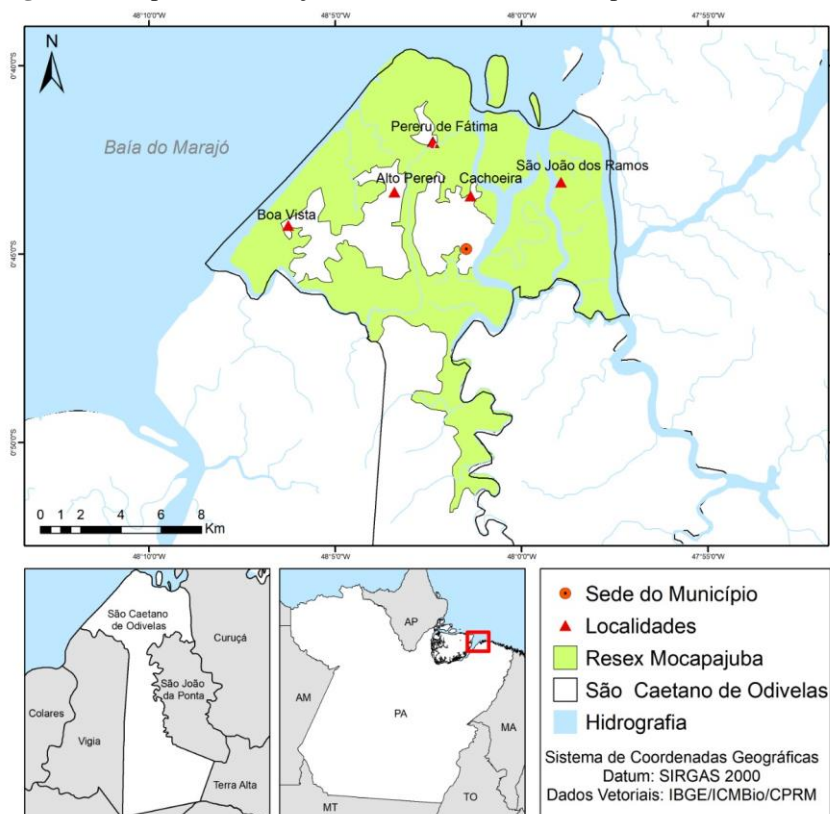 48°10'0"W
48°5'0"W
48°0'0"W
47°55'0"W
0°40'0"S
0°45'0"S
0°50'0"S
N
Baía do Marajó
Pereru de Fátima
Alto Pereru
Cachoeira
São João dos Ramos
Boa Vista
0 1 2 4 6 8
Km
48°10'0"W
48°5'0"W
48°0'0"W
47°55'0"W
São Caetano
de Odivelas
Curuçá
São João
da Ponta
Colares
Vigia
Terra Alta
AP
AM
PA
MA
MT
TO
Sede do Município
Localidades
Resex Mocapajuba
São Caetano de Odivelas
Hidrografia
Sistema de Coordenadas Geográficas
Datum: SIRGAS 2000
Dados Vetoriais: IBGE/ICMBio/CPRM